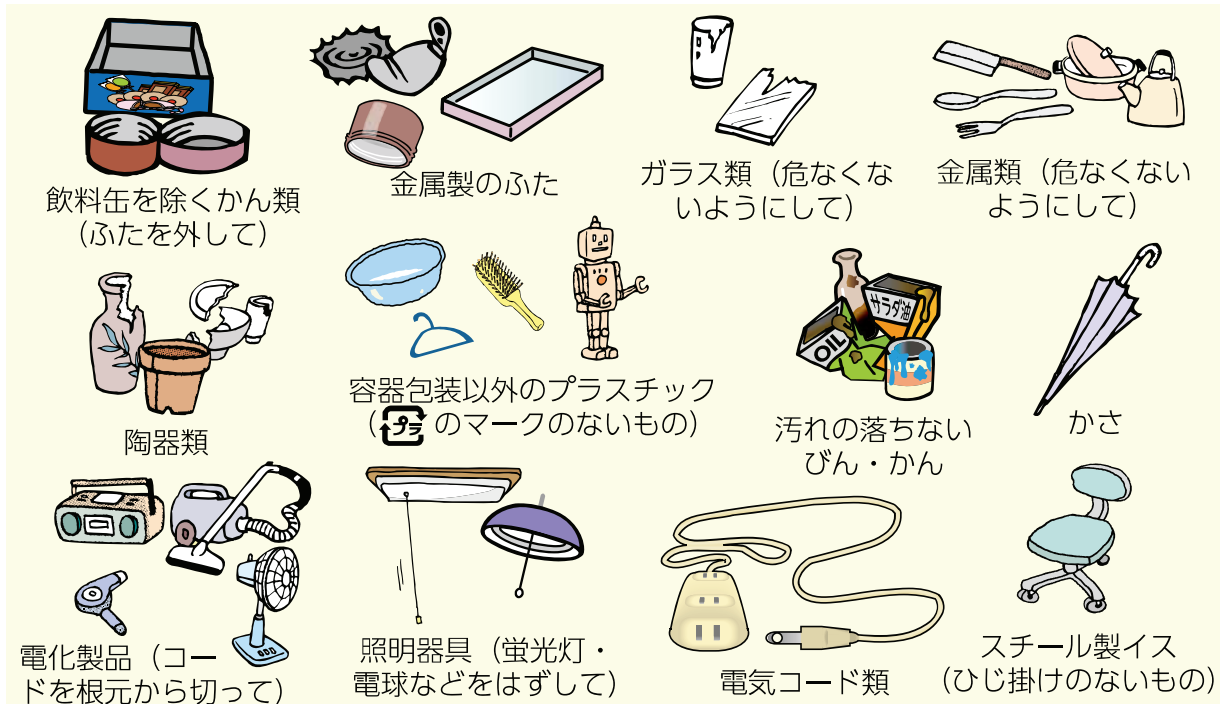 飲料缶を除くかん類
（ふたを外して）
金属製のふた
ガラス類（危なくな
いようにして）
金属類（危なくない
ようにして）
陶器類
容器包装以外のプラスチック
（プラのマークのないもの）
サラダ油
OIL
汚れの落ちない
びん・かん
かさ
電化製品（コー
ドを根元から切って）
照明器具（蛍光灯・
電球などをはずして）
電気コード類
スチール製イス
（ひじ掛けのないもの）